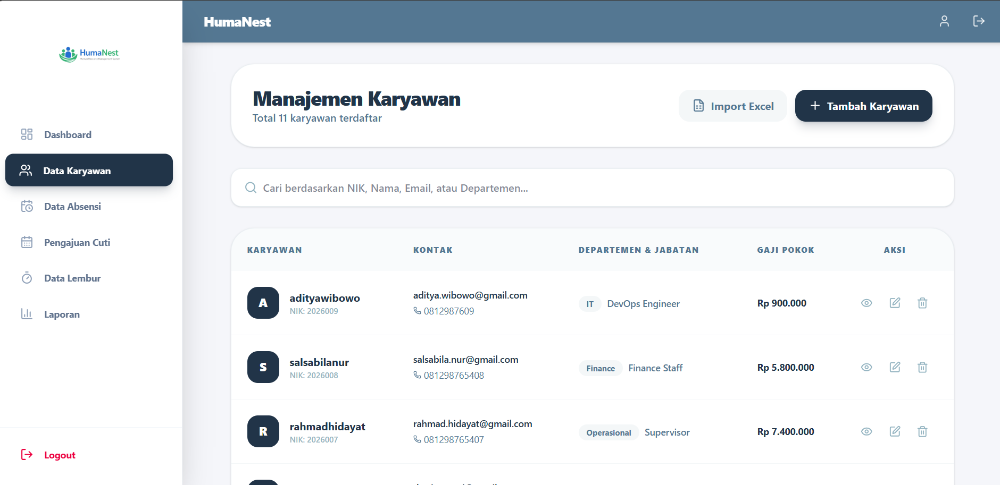 HumaNest
HumaNest
Human Resource Management System
Dashboard
Data Karyawan
Data Absensi
Pengajuan Cuti
Data Lembur
Laporan
Logout
Manajemen Karyawan
Total 11 karyawan terdaftar
Import Excel
+ Tambah Karyawan
Cari berdasarkan NIK, Nama, Email, atau Departemen...
KARYAWAN KONTAK DEPARTEMEN & JABATAN GAJI POKOK AKSI
A adityawibowo aditya.wibowo@gmail.com IT DevOps Engineer Rp 900.000
NIK: 2026009 0812987609
S salsabilanur salsabila.nur@gmail.com Finance Finance Staff Rp 5.800.000
NIK: 2026008 081298765408
R rahmadhidayat rahmad.hidayat@gmail.com Operasional Supervisor Rp 7.400.000
NIK: 2026007 081298765407